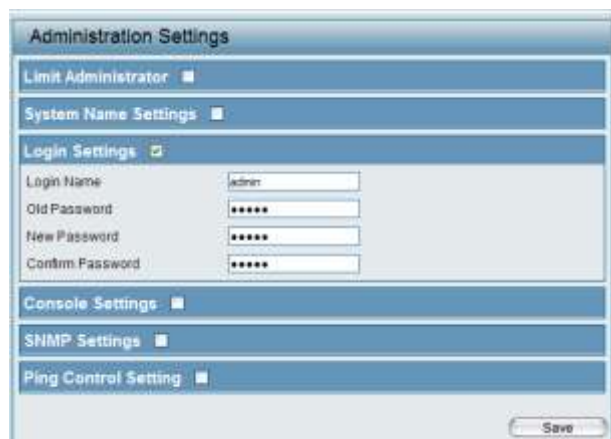 Administration Settings
Limit Administrator
System Name Settings
Login Settings
Login Name admin
Old Password •••••
New Password •••••
Confirm Password •••••
Console Settings
SNMP Settings
Ping Control Setting
Save